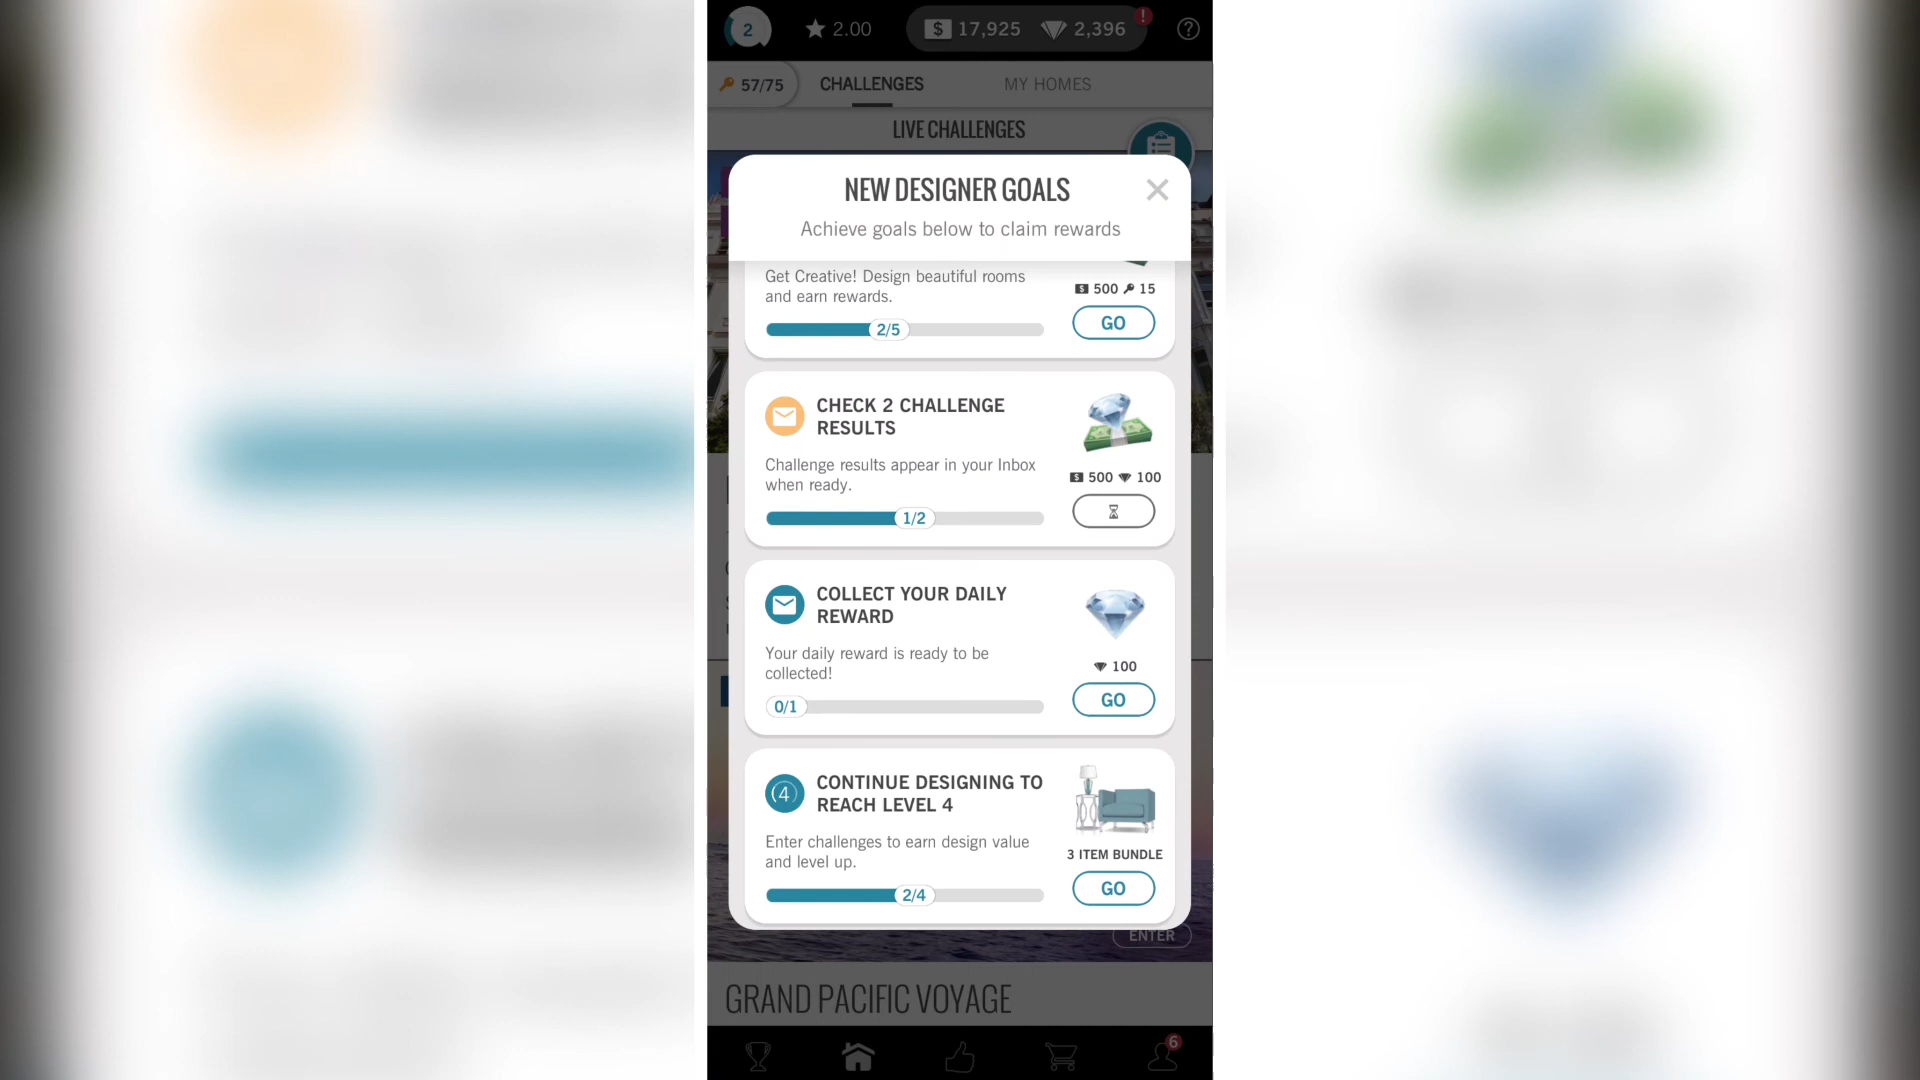 2
2.00
$ 17,925
2,396
!
?
57/75
CHALLENGES
MY HOMES
LIVE CHALLENGES
NEW DESIGNER GOALS
Achieve goals below to claim rewards
Get Creative! Design beautiful rooms
and earn rewards.
2/5
$ 500 15
GO
CHECK 2 CHALLENGE
RESULTS
Challenge results appear in your Inbox
when ready.
1/2
$ 500 100
COLLECT YOUR DAILY
REWARD
Your daily reward is ready to be
collected!
0/1
100
GO
4
CONTINUE DESIGNING TO
REACH LEVEL 4
Enter challenges to earn design value
and level up.
2/4
3 ITEM BUNDLE
GO
ENTER
GRAND PACIFIC VOYAGE
6